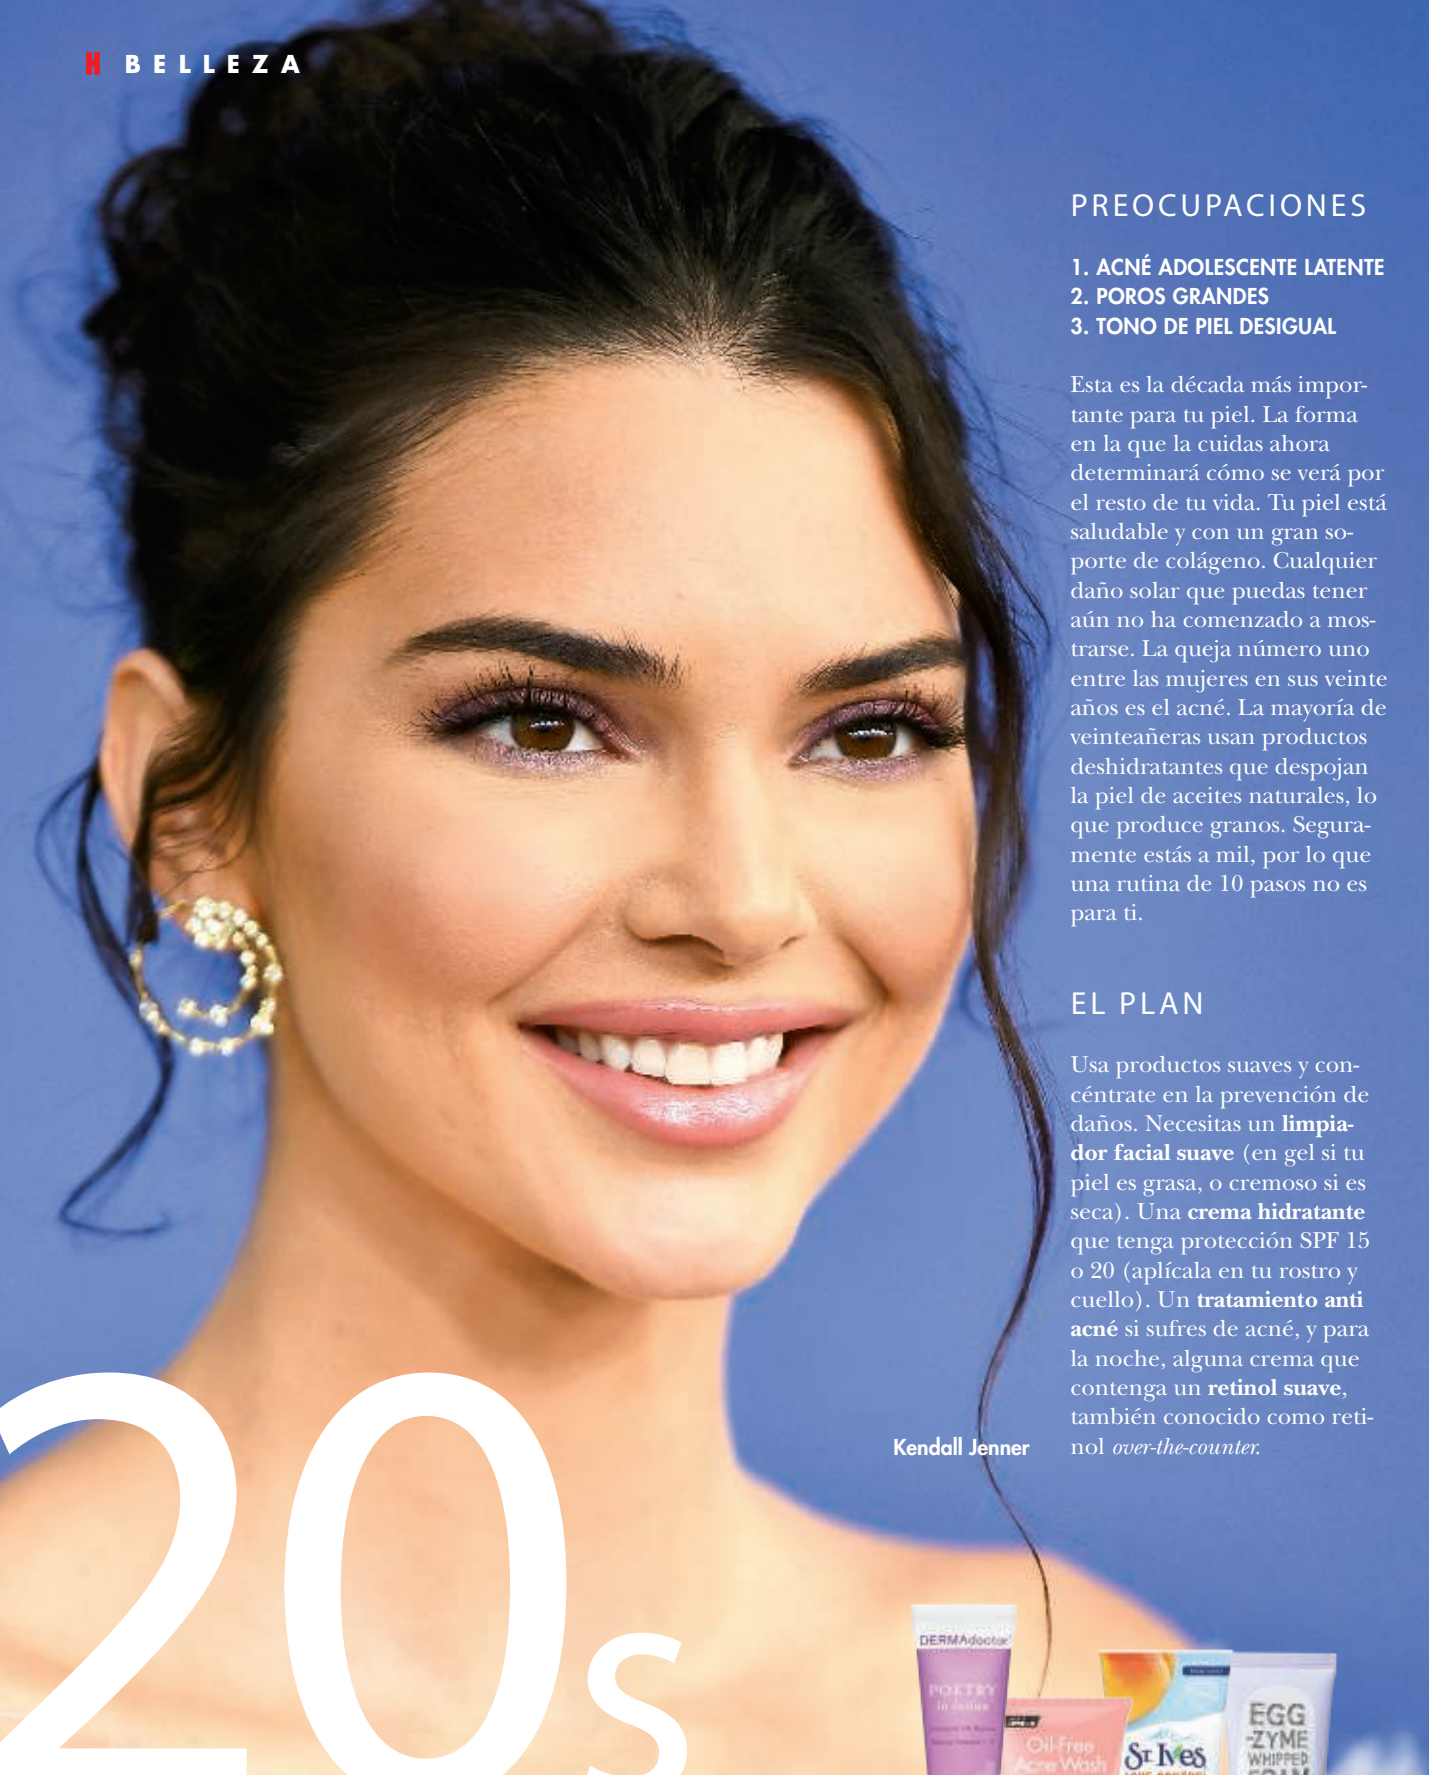 H BELLEZA
PREOCUPACIONES
1. ACNÉ ADOLESCENTE LATENTE
2. POROS GRANDES
3. TONO DE PIEL DESIGUAL
Esta es la década más impor-
tante para tu piel. La forma
en la que la cuidas ahora
determinará cómo se verá por
el resto de tu vida. Tu piel está
saludable y con un gran so-
porte de colágeno. Cualquier
daño solar que puedas tener
aún no ha comenzado a mos-
trarse. La queja número uno
entre las mujeres en sus veinte
años es el acné. La mayoría de
veinteañeras usan productos
deshidratantes que despojan
la piel de aceites naturales, lo
que produce granos. Segura-
mente estás a mil, por lo que
una rutina de 10 pasos no es
para ti.
EL PLAN
Usa productos suaves y con-
céntrate en la prevención de
daños. Necesitas un limpia-
dor facial suave (en gel si tu
piel es grasa, o cremoso si es
seca). Una crema hidratante
que tenga protección SPF 15
o 20 (aplícala en tu rostro y
cuello). Un tratamiento anti
acné si sufres de acné, y para
la noche, alguna crema que
contenga un retinol suave,
también conocido como reti-
nol over-the-counter.
Kendall Jenner
20s
DERMAdoctor
POETRY
Oil-Free
Acne Wash
St. Ives
ACNE CONTROL
EGG
-ZYME
WHIPPED
FOAM